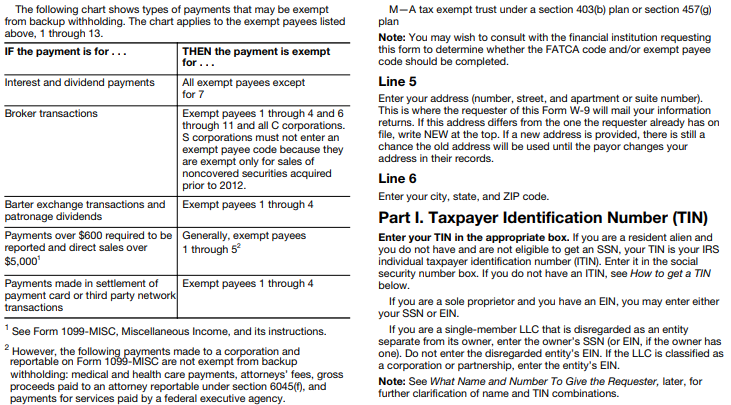 The following chart shows types of payments that may be exempt
from backup withholding. The chart applies to the exempt payees listed
above, 1 through 13.
IF the payment is for . . .
THEN the payment is exempt
for . . .
Interest and dividend payments
All exempt payees except
for 7
Broker transactions
Exempt payees 1 through 4 and 6
through 11 and all C corporations.
S corporations must not enter an
exempt payee code because they
are exempt only for sales of
noncovered securities acquired
prior to 2012.
Barter exchange transactions and
patronage dividends
Exempt payees 1 through 4
Payments over $600 required to be
reported and direct sales over
$5,000¹
Generally, exempt payees
1 through 5²
Payments made in settlement of
payment card or third party network
transactions
Exempt payees 1 through 4
¹ See Form 1099-MISC, Miscellaneous Income, and its instructions.
² However, the following payments made to a corporation and
reportable on Form 1099-MISC are not exempt from backup
withholding: medical and health care payments, attorneys' fees, gross
proceeds paid to an attorney reportable under section 6045(f), and
payments for services paid by a federal executive agency.
M—A tax exempt trust under a section 403(b) plan or section 457(g)
plan
Note: You may wish to consult with the financial institution requesting
this form to determine whether the FATCA code and/or exempt payee
code should be completed.
Line 5
Enter your address (number, street, and apartment or suite number).
This is where the requester of this Form W-9 will mail your information
returns. If this address differs from the one the requester already has on
file, write NEW at the top. If a new address is provided, there is still a
chance the old address will be used until the payor changes your
address in their records.
Line 6
Enter your city, state, and ZIP code.
Part I. Taxpayer Identification Number (TIN)
Enter your TIN in the appropriate box. If you are a resident alien and
you do not have and are not eligible to get an SSN, your TIN is your IRS
individual taxpayer identification number (ITIN). Enter it in the social
security number box. If you do not have an ITIN, see How to get a TIN
below.
If you are a sole proprietor and you have an EIN, you may enter either
your SSN or EIN.
If you are a single-member LLC that is disregarded as an entity
separate from its owner, enter the owner's SSN (or EIN, if the owner has
one). Do not enter the disregarded entity's EIN. If the LLC is classified as
a corporation or partnership, enter the entity's EIN.
Note: See What Name and Number To Give the Requester, later, for
further clarification of name and TIN combinations.